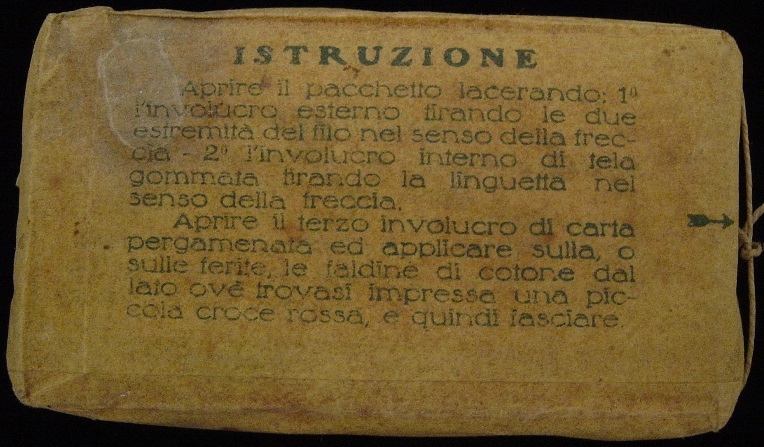 ISTRUZIONE
Aprire il pacchetto lacerando: 1º
l'involucro esterno tirando le due
estremità del filo nel senso della frec-
cia - 2º l'involucro interno di tela
gommata tirando la linguetta nel
senso della freccia.
Aprire il terzo involucro di carta
pergamenata ed applicare sulla, o
sulle ferite, le faldine di cotone dal
lato ove trovasi impressa una pic-
cola croce rossa, e quindi fasciare.